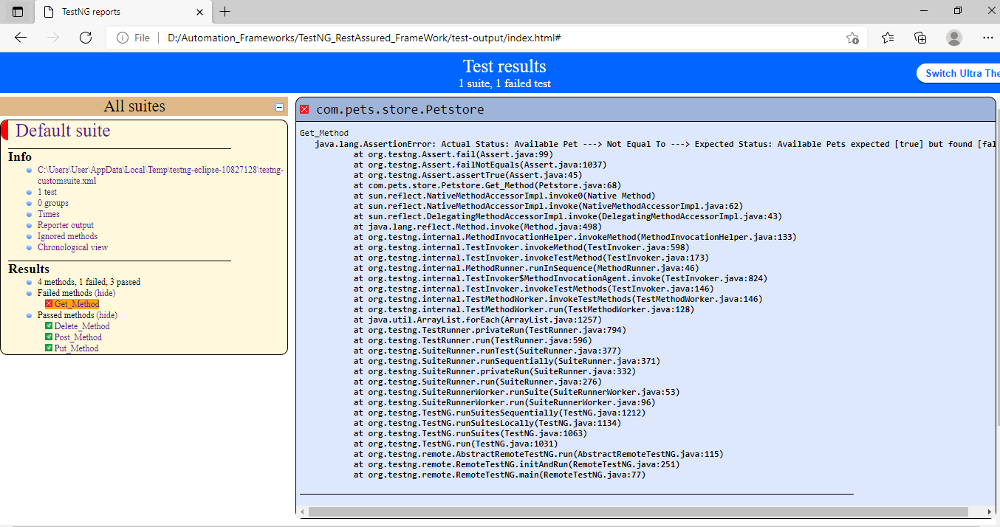 TestNG reports
File
D:/Automation_Frameworks/TestNG_RestAssured_FrameWork/test-output/index.html#
Test results
1 suite, 1 failed test
Switch Ultra The
All suites
Default suite
Info
C:\Users\User\AppData\Local\Temp\testng-eclipse-10827128\testng-
customsuite.xml
1 test
0 groups
Times
Reporter output
Ignored methods
Chronological view
Results
4 methods, 1 failed, 3 passed
Failed methods (hide)
Get_Method
Passed methods (hide)
Delete_Method
Post_Method
Put_Method
com.pets.store.Petstore
Get_Method
java.lang.AssertionError: Actual Status: Available Pet ---> Not Equal To ---> Expected Status: Available Pets expected [true] but found [fal
at org.testng.Assert.fail(Assert.java:99)
at org.testng.Assert.failNotEquals(Assert.java:1037)
at org.testng.Assert.assertTrue(Assert.java:45)
at com.pets.store.Petstore.Get_Method(Petstore.java:68)
at sun.reflect.NativeMethodAccessorImpl.invoke0(Native Method)
at sun.reflect.NativeMethodAccessorImpl.invoke(NativeMethodAccessorImpl.java:62)
at sun.reflect.DelegatingMethodAccessorImpl.invoke(DelegatingMethodAccessorImpl.java:43)
at java.lang.reflect.Method.invoke(Method.java:498)
at org.testng.internal.MethodInvocationHelper.invokeMethod(MethodInvocationHelper.java:133)
at org.testng.internal.TestInvoker.invokeMethod(TestInvoker.java:598)
at org.testng.internal.TestInvoker.invokeTestMethod(TestInvoker.java:173)
at org.testng.internal.MethodRunner.runInSequence(MethodRunner.java:46)
at org.testng.internal.TestInvoker$MethodInvocationAgent.invoke(TestInvoker.java:824)
at org.testng.internal.TestInvoker.invokeTestMethods(TestInvoker.java:146)
at org.testng.internal.TestMethodWorker.invokeTestMethods(TestMethodWorker.java:146)
at org.testng.internal.TestMethodWorker.run(TestMethodWorker.java:128)
at java.util.ArrayList.forEach(ArrayList.java:1257)
at org.testng.TestRunner.privateRun(TestRunner.java:794)
at org.testng.TestRunner.run(TestRunner.java:596)
at org.testng.SuiteRunner.runTest(SuiteRunner.java:377)
at org.testng.SuiteRunner.runSequentially(SuiteRunner.java:371)
at org.testng.SuiteRunner.privateRun(SuiteRunner.java:332)
at org.testng.SuiteRunner.run(SuiteRunner.java:276)
at org.testng.SuiteRunnerWorker.runSuite(SuiteRunnerWorker.java:53)
at org.testng.SuiteRunnerWorker.run(SuiteRunnerWorker.java:96)
at org.testng.TestNG.runSuitesSequentially(TestNG.java:1212)
at org.testng.TestNG.runSuitesLocally(TestNG.java:1134)
at org.testng.TestNG.runSuites(TestNG.java:1063)
at org.testng.TestNG.run(TestNG.java:1031)
at org.testng.remote.AbstractRemoteTestNG.run(AbstractRemoteTestNG.java:115)
at org.testng.remote.RemoteTestNG.initAndRun(RemoteTestNG.java:251)
at org.testng.remote.RemoteTestNG.main(RemoteTestNG.java:77)